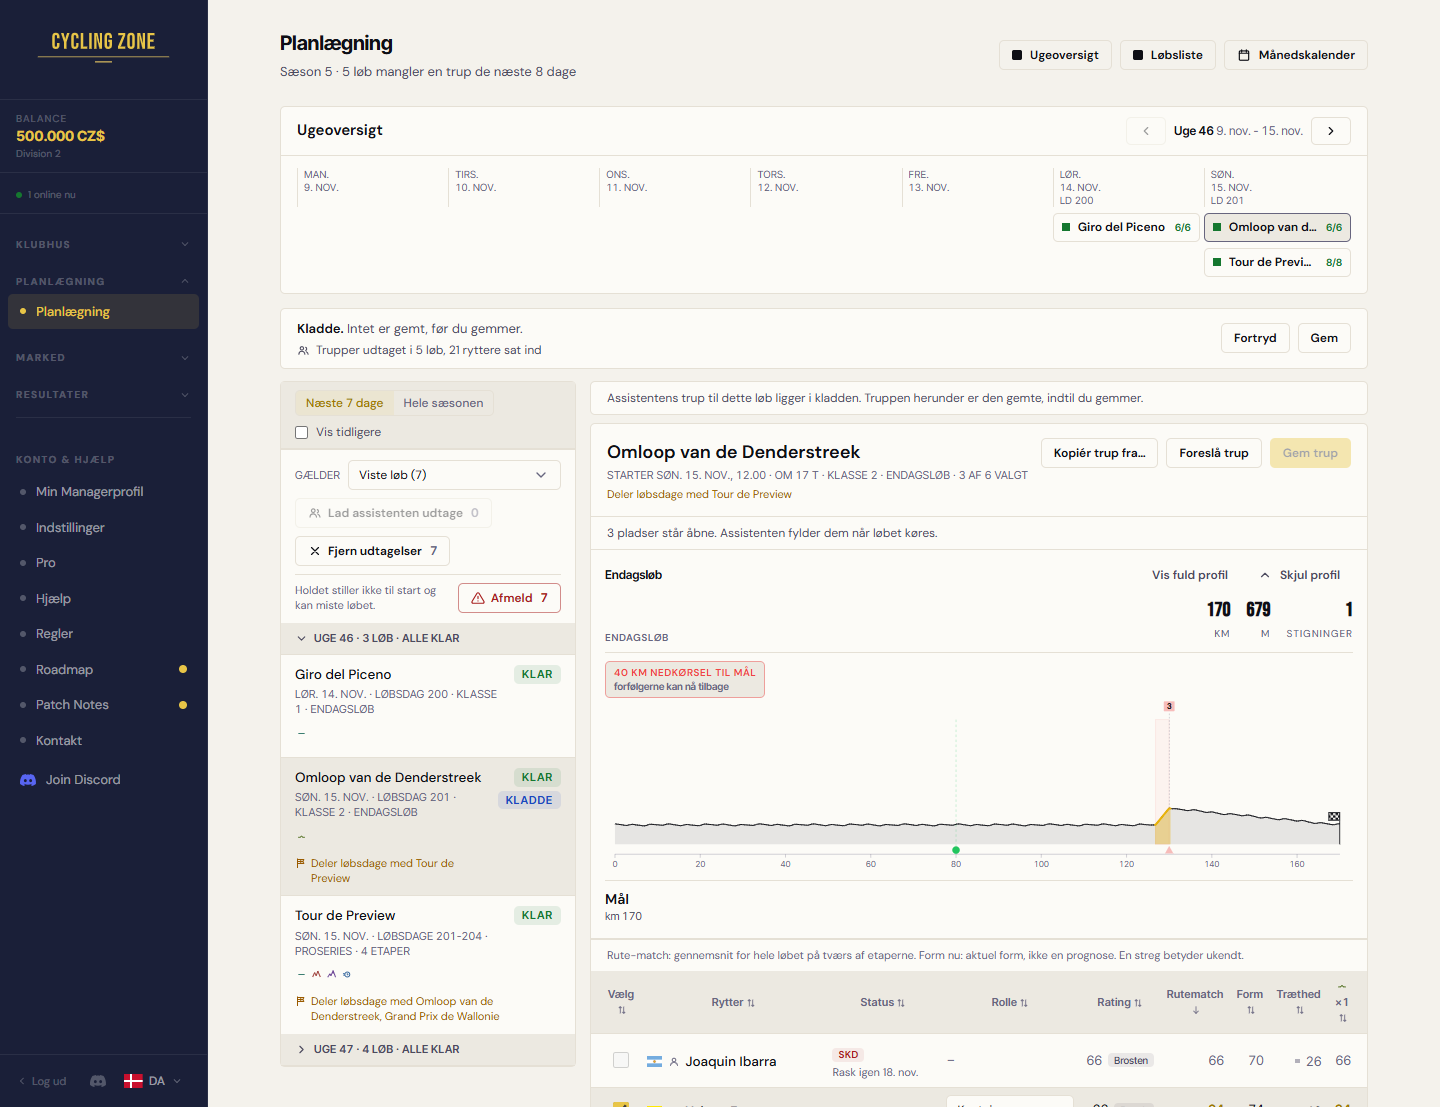 CYCLING ZONE
BALANCE
500.000 CZ$
Division 2
1 online nu
KLUBHUS
PLANLÆGNING
Planlægning
MARKED
RESULTATER
KONTO & HJÆLP
Min Managerprofil
Indstillinger
Pro
Hjælp
Regler
Roadmap
Patch Notes
Kontakt
Join Discord
Log ud
DA
Planlægning
Sæson 5 · 5 løb mangler en trup de næste 8 dage
Ugeoversigt
Løbsliste
Månedskalender
Ugeoversigt
Uge 46 9. nov. - 15. nov.
MAN.
9. NOV.
TIRS.
10. NOV.
ONS.
11. NOV.
TORS.
12. NOV.
FRE.
13. NOV.
LØR.
14. NOV.
LD 200
SØN.
15. NOV.
LD 201
Giro del Piceno 6/6
Omloop van d... 6/6
Tour de Previ... 8/8
Kladde. Intet er gemt, før du gemmer.
Trupper udtaget i 5 løb, 21 ryttere sat ind
Fortryd
Gem
Næste 7 dage
Hele sæsonen
Vis tidligere
GÆLDER
Viste løb (7)
Lad assistenten udtage 0
Fjern udtagelser 7
Holdet stiller ikke til start og
kan miste løbet.
Afmeld 7
UGE 46 · 3 LØB · ALLE KLAR
Giro del Piceno
KLAR
LØR. 14. NOV. · LØBSDAG 200 · KLASSE
1 · ENDAGSLØB
Omloop van de Denderstreek
KLAR
SØN. 15. NOV. · LØBSDAG 201 ·
KLASSE 2 · ENDAGSLØB
KLADDE
Deler løbsdage med Tour de
Preview
Tour de Preview
KLAR
SØN. 15. NOV. · LØBSDAGE 201-204 ·
PROSERIES · 4 ETAPER
Deler løbsdage med Omloop van de
Denderstreek, Grand Prix de Wallonie
UGE 47 · 4 LØB · ALLE KLAR
Assistentens trup til dette løb ligger i kladden. Truppen herunder er den gemte, indtil du gemmer.
Omloop van de Denderstreek
STARTER SØN. 15. NOV., 12.00 · OM 17 T · KLASSE 2 · ENDAGSLØB · 3 AF 6 VALGT
Deler løbsdage med Tour de Preview
Kopiér trup fra...
Foreslå trup
Gem trup
3 pladser står åbne. Assistenten fylder dem når løbet køres.
Endagsløb
Vis fuld profil
Skjul profil
170 679 1
ENDAGSLØB
KM M STIGNINGER
40 KM NEDKØRSEL TIL MÅL
forfølgerne kan nå tilbage
3
0 20 40 60 80 100 120 140 160
Mål
km 170
Rute-match: gennemsnit for hele løbet på tværs af etaperne. Form nu: aktuel form, ikke en prognose. En streg betyder ukendt.
Vælg
Rytter
Status
Rolle
Rating
Rutematch
Form
Træthed
×1
Joaquin Ibarra
SKD
Rask igen 18. nov.
–
66 Brosten
66
70
26
66